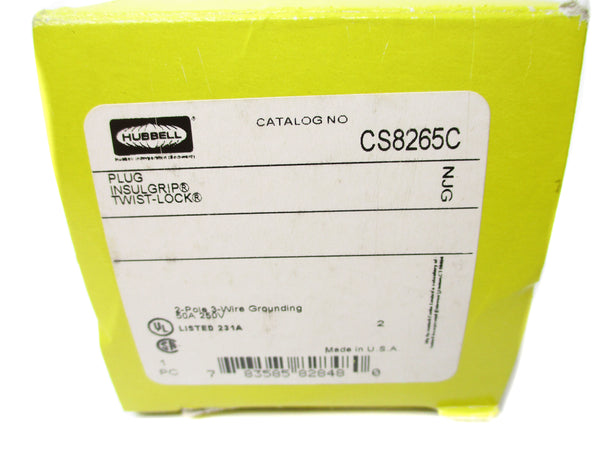 HUBBELL
CATALOG NO
CS8265C
PLUG
INSULGRIP®
TWIST-LOCK®
NJG
2-Pole 3-Wire Grounding
50A 250V
UL
LISTED 231A
2
Made in U.S.A.
1
PC
7 83585 82848 0